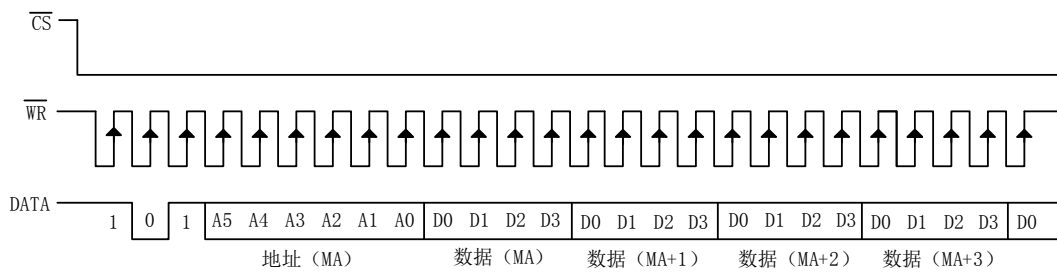 CS
WR
DATA 1 0 1 A5 A4 A3 A2 A1 A0 D0 D1 D2 D3 D0 D1 D2 D3 D0 D1 D2 D3 D0 D1 D2 D3 D0
地址（MA） 数据（MA） 数据（MA+1） 数据（MA+2） 数据（MA+3）